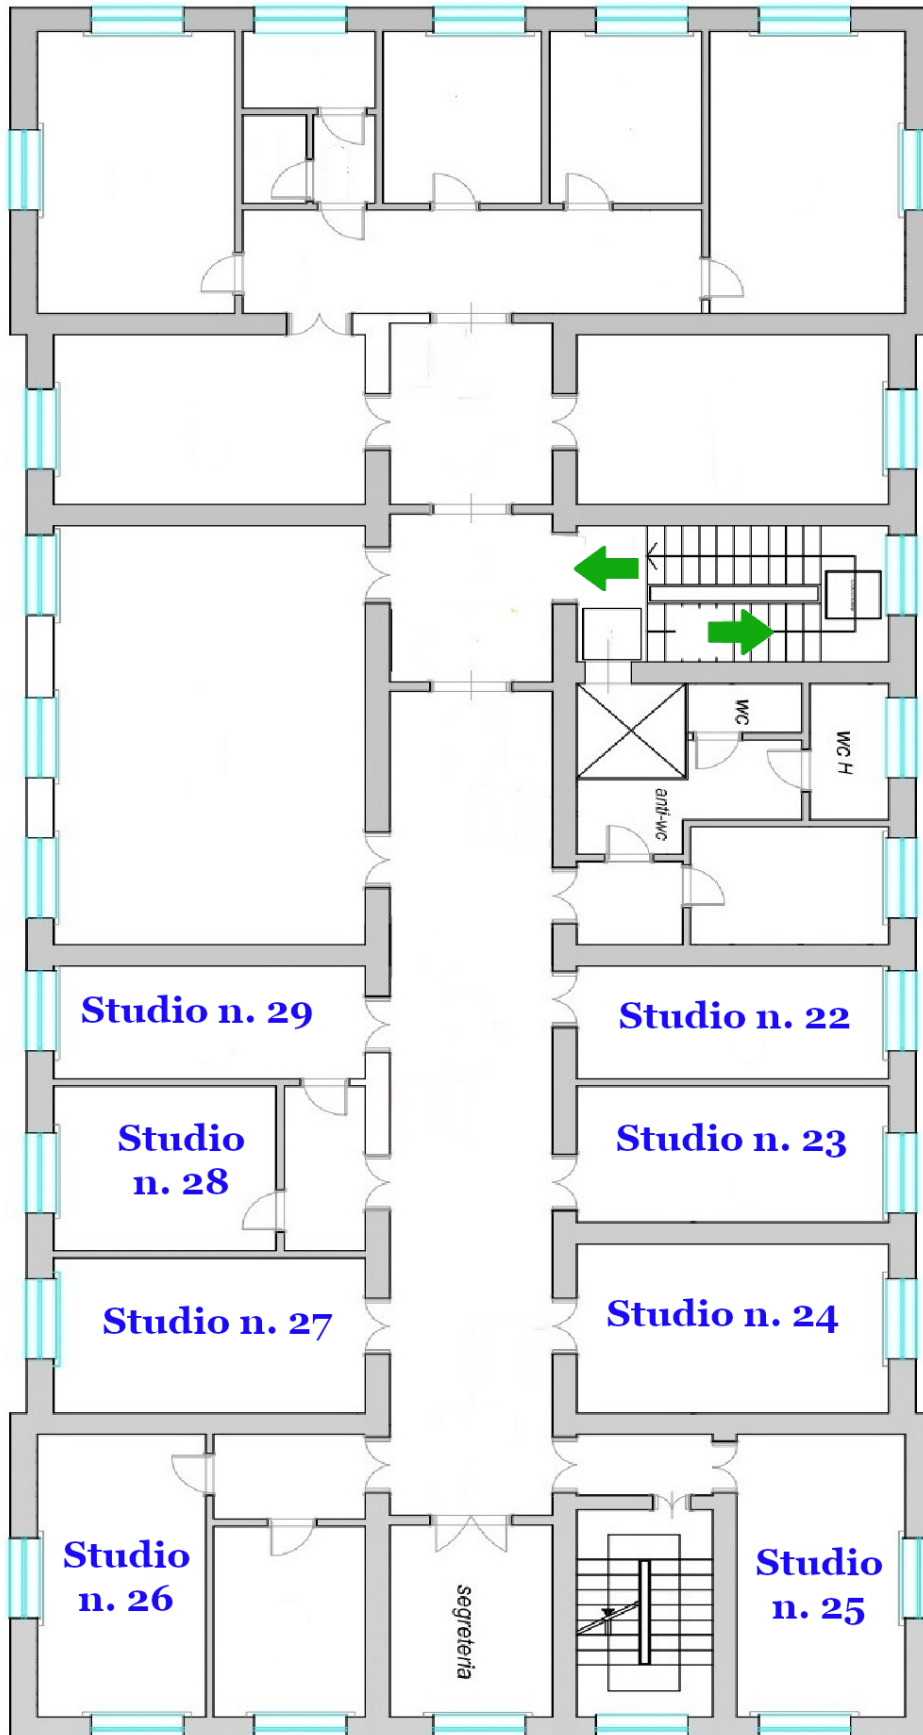 wc
wc H
anti-wc
Studio n. 29
Studio n. 22
Studio
n. 28
Studio n. 23
Studio n. 27
Studio n. 24
Studio
n. 26
segreteria
Studio
n. 25